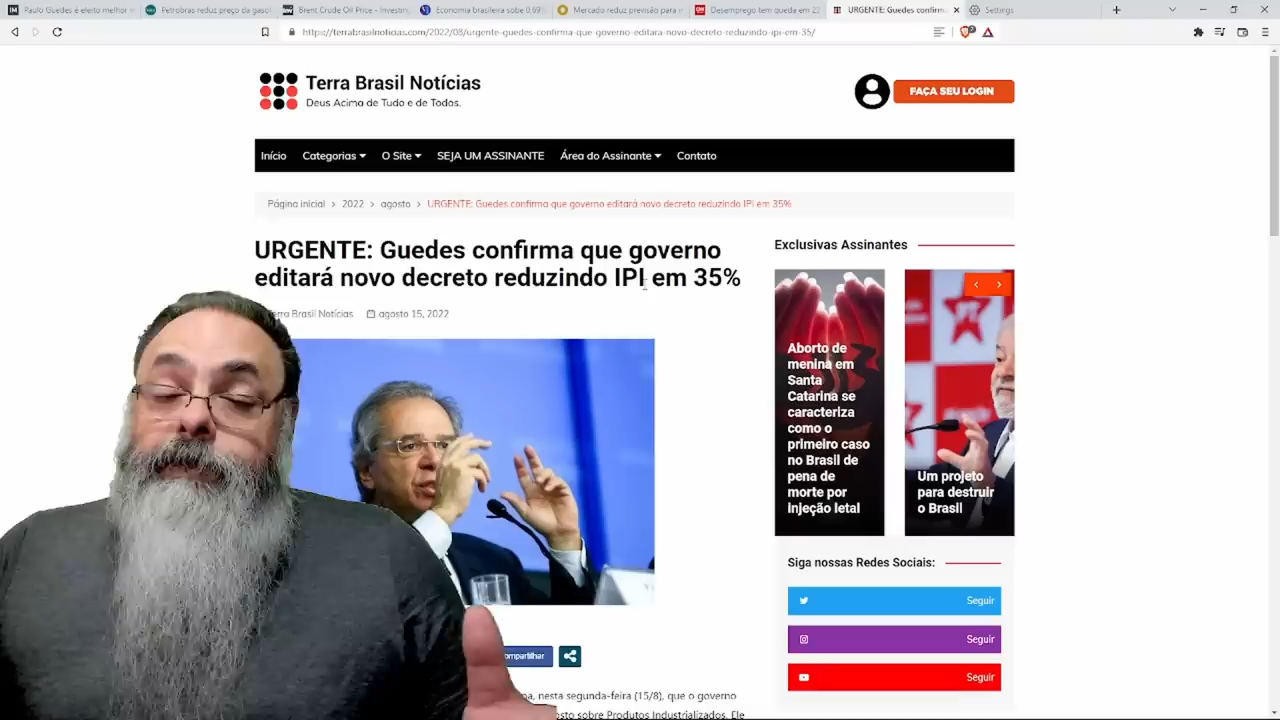 Paulo Guedes é eleito melhor m
Petrobras reduz preço da gasol
Brent Crude Oil Price - Investing
Economia brasileira sobe 0,69%
Mercado reduz previsão para in
Desemprego tem queda em 22
URGENTE: Guedes confirma
Settings
https://terrabrasilnoticias.com/2022/08/urgente-guedes-confirma-que-governo-editara-novo-decreto-reduzindo-ipi-em-35/
Terra Brasil Notícias
Deus Acima de Tudo e de Todos.
FAÇA SEU LOGIN
Início Categorias O Site SEJA UM ASSINANTE Área do Assinante Contato
Página inicial > 2022 > agosto > URGENTE: Guedes confirma que governo editará novo decreto reduzindo IPI em 35%
URGENTE: Guedes confirma que governo
editará novo decreto reduzindo IPI em 35%
Terra Brasil Notícias agosto 15, 2022
Exclusivas Assinantes
Aborto de
menina em
Santa
Catarina se
caracteriza
como o
primeiro caso
no Brasil de
pena de
morte por
injeção letal
Um projeto
para destruir
o Brasil
Siga nossas Redes Sociais:
Seguir
Seguir
Seguir
ompartilhar
na, nesta segunda-feira (15/8), que o governo
osto sobre Produtos Industrializados. Ele